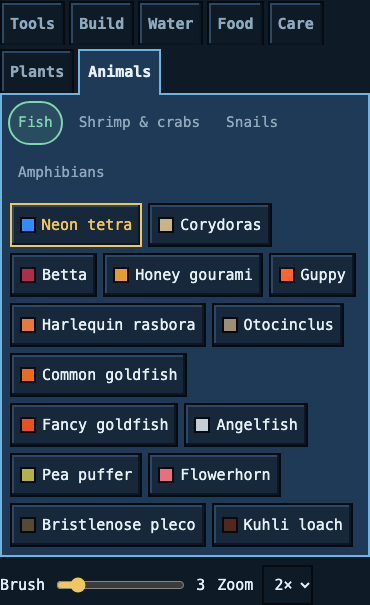 Tools Build Water Food Care
Plants Animals
Fish Shrimp & crabs Snails
Amphibians
Neon tetra Corydoras
Betta Honey gourami Guppy
Harlequin rasbora Otocinclus
Common goldfish
Fancy goldfish Angelfish
Pea puffer Flowerhorn
Bristlenose pleco Kuhli loach
Brush 3 Zoom 2×